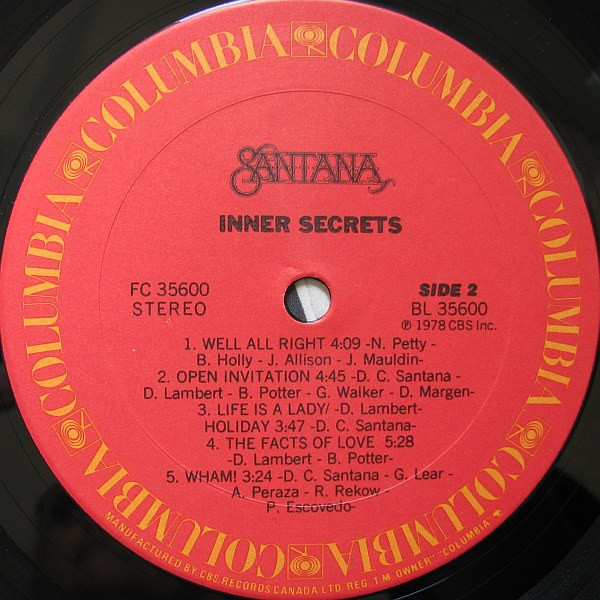 COLUMBIA COLUMBIA COLUMBIA COLUMBIA COLUMBIA COLUMBIA
SANTANA
INNER SECRETS
FC 35600
STEREO
SIDE 2
BL 35600
℗ 1978 CBS Inc.
1. WELL ALL RIGHT 4:09 -N. Petty -
B. Holly - J. Allison - J. Mauldin-
2. OPEN INVITATION 4:45 -D. C. Santana -
D. Lambert - B. Potter - G. Walker - D. Margen-
3. LIFE IS A LADY/ -D. Lambert-
HOLIDAY 3:47 -D. C. Santana-
4. THE FACTS OF LOVE 5:28
-D. Lambert - B. Potter-
5. WHAM! 3:24 -D. C. Santana - G. Lear -
A. Peraza - R. Rekow -
P. Escovedo-
MANUFACTURED BY CBS RECORDS CANADA LTD REG. T.M. OWNER" "COLUMBIA"